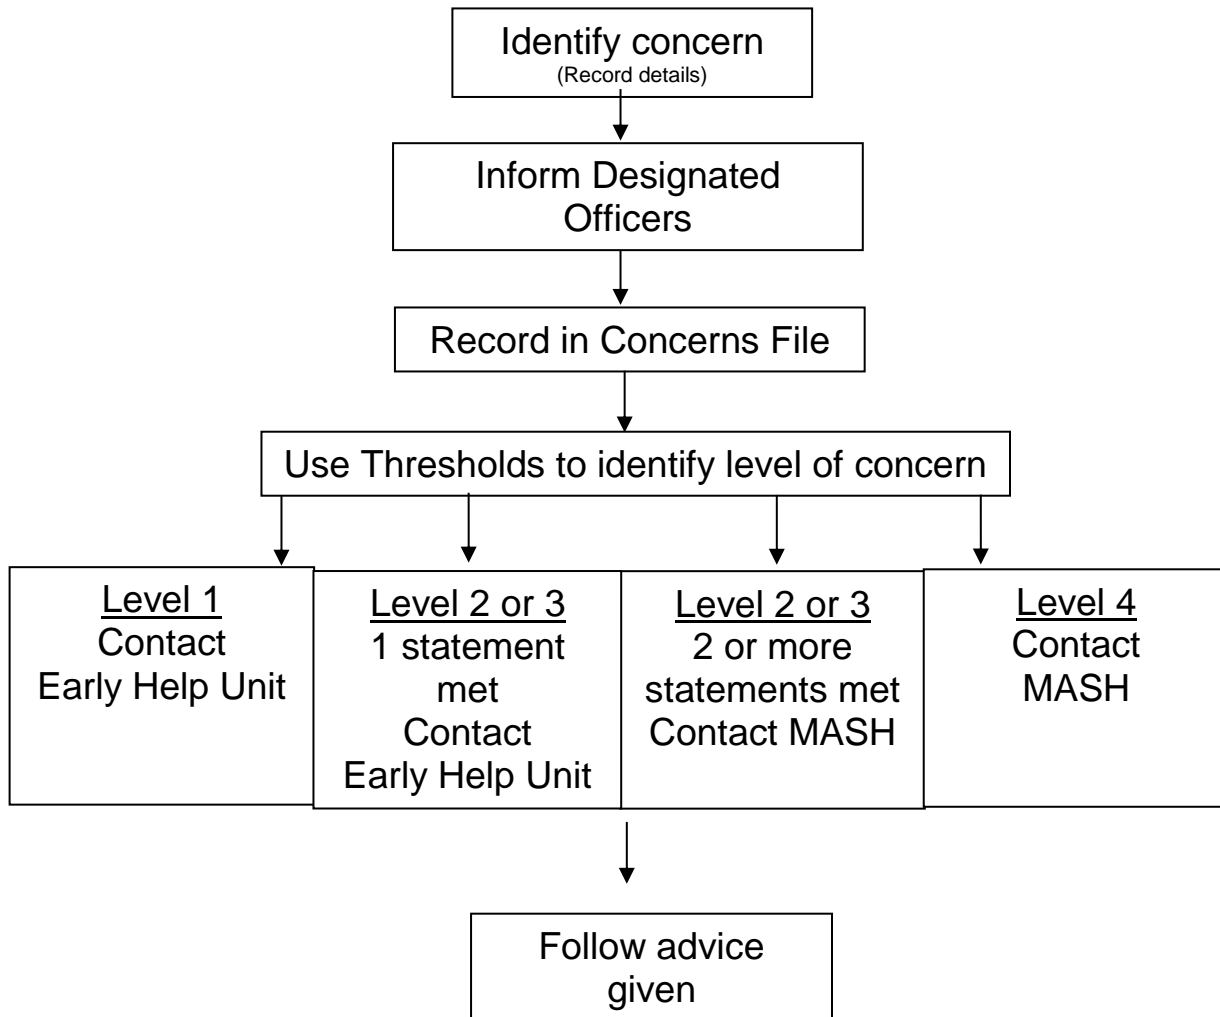 Identify concern
(Record details)
Inform Designated
Officers
Record in Concerns File
Use Thresholds to identify level of concern
Level 1
Contact
Early Help Unit
Level 2 or 3
1 statement
met
Contact
Early Help Unit
Level 2 or 3
2 or more
statements met
Contact MASH
Level 4
Contact
MASH
Follow advice
given